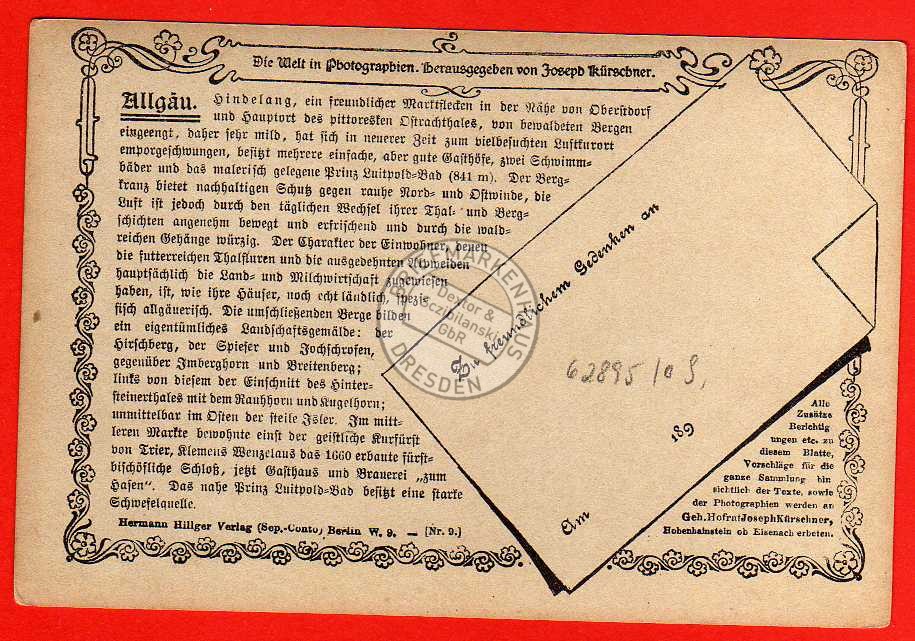 Die Welt in Photographien. Herausgegeben von Joseph Kürschner.
Allgäu. Hindelang, ein freundlicher Marktflecken in der Nähe von Oberstdorf
und Hauptort des pittoresken Ostrachthales, von bewaldeten Bergen
eingeengt, daher sehr mild, hat sich in neuerer Zeit zum vielbesuchten Luftkurort
emporgeschwungen, besitzt mehrere einfache, aber gute Gasthöfe, zwei Schwimm-
bäder und das malerisch gelegene Prinz Luitpold-Bad (841 m). Der Berg-
kranz bietet nachhaltigen Schutz gegen rauhe Nord- und Ostwinde, die
Luft ist jedoch durch den täglichen Wechsel ihrer Thal- und Berg-
schichten angenehm bewegt und erfrischend und durch die wald-
reichen Gehänge würzig. Der Charakter der Einwohner, denen
die futterreichen Thalfluren und die ausgedehnten Alpweiden
hauptsächlich die Land- und Milchwirtschaft zugewiesen
haben, ist, wie ihre Häuser, noch echt ländlich, spezi-
fisch allgäuerisch. Die umschließenden Berge bilden
ein eigentümliches Landschaftsgemälde: der
Hirschberg, der Spieser und Jochschrofen,
gegenüber Imberghorn und Breitenberg;
links von diesem der Einschnitt des Hinter-
steinerthales mit dem Rauhhorn und Kugelhorn;
unmittelbar im Osten der steile Iseler. Im mitt-
leren Markte bewohnte einst der geistliche Kurfürst
von Trier, Klemens Wenzelaus das 1660 erbaute fürst-
bischöfliche Schloß, jetzt Gasthaus und Brauerei „zum
Hasen“. Das nahe Prinz Luitpold-Bad besitzt eine starke
Schwefelquelle.
Hermann Hillger Verlag (Sep.-Conto) Berlin W. 9. — [Nr. 9.]
Zu freundlichem Gedenken an
62895/
189
Am
Alle
Zusätze
Berichtig
ungen etc. zu
diesem Blatte,
Vorschläge für die
ganze Sammlung hin
sichtlich der Texte, sowie
der Photographien werden an
Geh. Hofrat Joseph Kürschner,
Hohenhainstein ob Eisenach erbeten.
BRIEFMARKENHAUS
Dextor &
Sczibilanski
GbR
DRESDEN